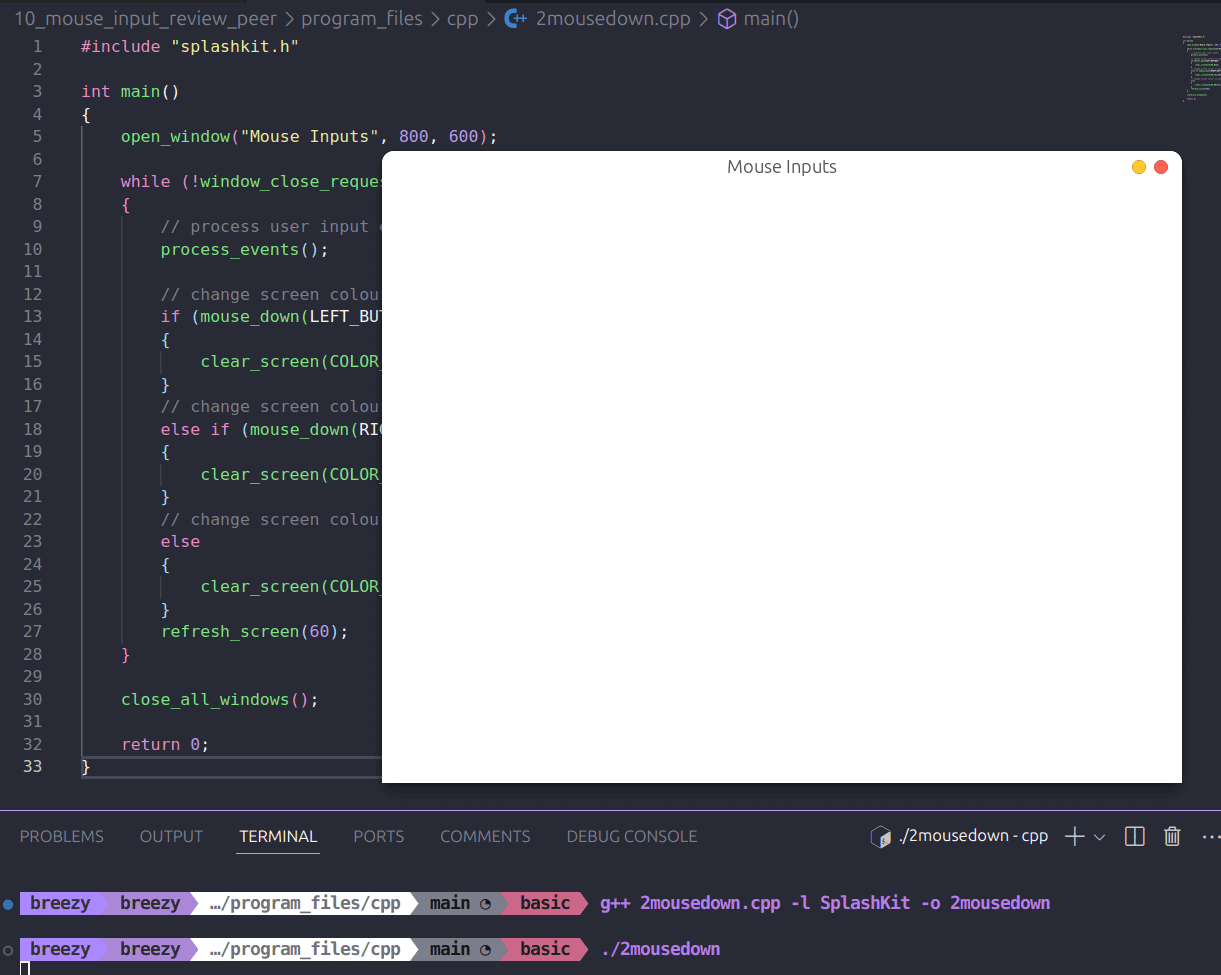 10_mouse_input_review_peer > program_files > cpp > 2mousedown.cpp > main()
1 #include "splashkit.h"
2
3 int main()
4 {
5 open_window("Mouse Inputs", 800, 600);
6
7 while (!window_close_reque
8 {
9 // process user input
10 process_events();
11
12 // change screen colou
13 if (mouse_down(LEFT_BU
14 {
15 clear_screen(COLOR_
16 }
17 // change screen colou
18 else if (mouse_down(RI
19 {
20 clear_screen(COLOR_
21 }
22 // change screen colou
23 else
24 {
25 clear_screen(COLOR_
26 }
27 refresh_screen(60);
28 }
29
30 close_all_windows();
31
32 return 0;
33 }
Mouse Inputs
PROBLEMS OUTPUT TERMINAL PORTS COMMENTS DEBUG CONSOLE ./2mousedown - cpp
breezy breezy …/program_files/cpp main basic g++ 2mousedown.cpp -l SplashKit -o 2mousedown
breezy breezy …/program_files/cpp main basic ./2mousedown